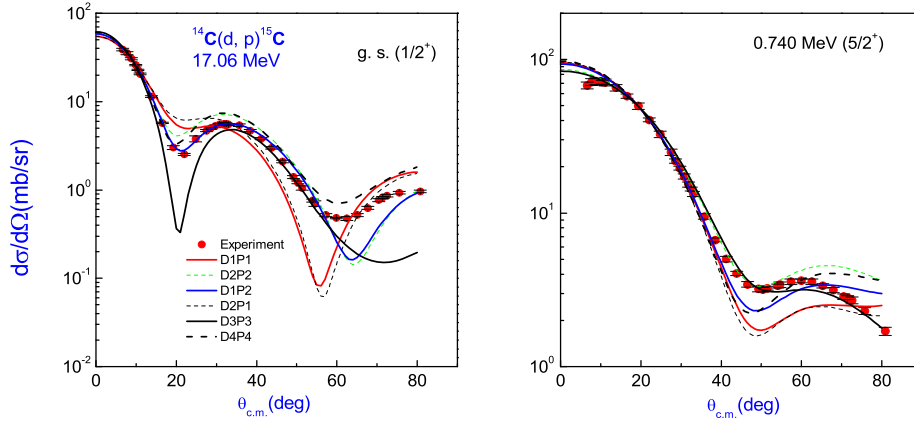 ¹⁴C(d, p)¹⁵C
17.06 MeV
g. s. (1/2⁺)
dσ/dΩ(mb/sr)
10²
10¹
10⁰
10⁻¹
10⁻²
Experiment
D1P1
D2P2
D1P2
D2P1
D3P3
D4P4
0 20 40 60 80
θc.m.(deg)
0.740 MeV (5/2⁺)
10²
10¹
10⁰
0 20 40 60 80
θc.m.(deg)